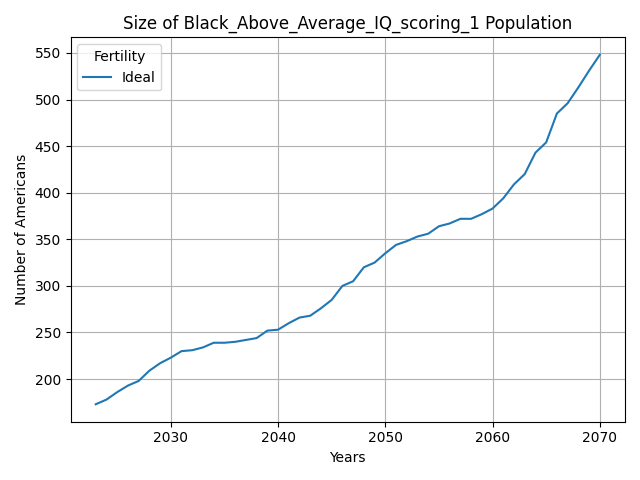 Size of Black_Above_Average_IQ_scoring_1 Population
Fertility
Ideal
Number of Americans
550
500
450
400
350
300
250
200
2030 2040 2050 2060 2070
Years